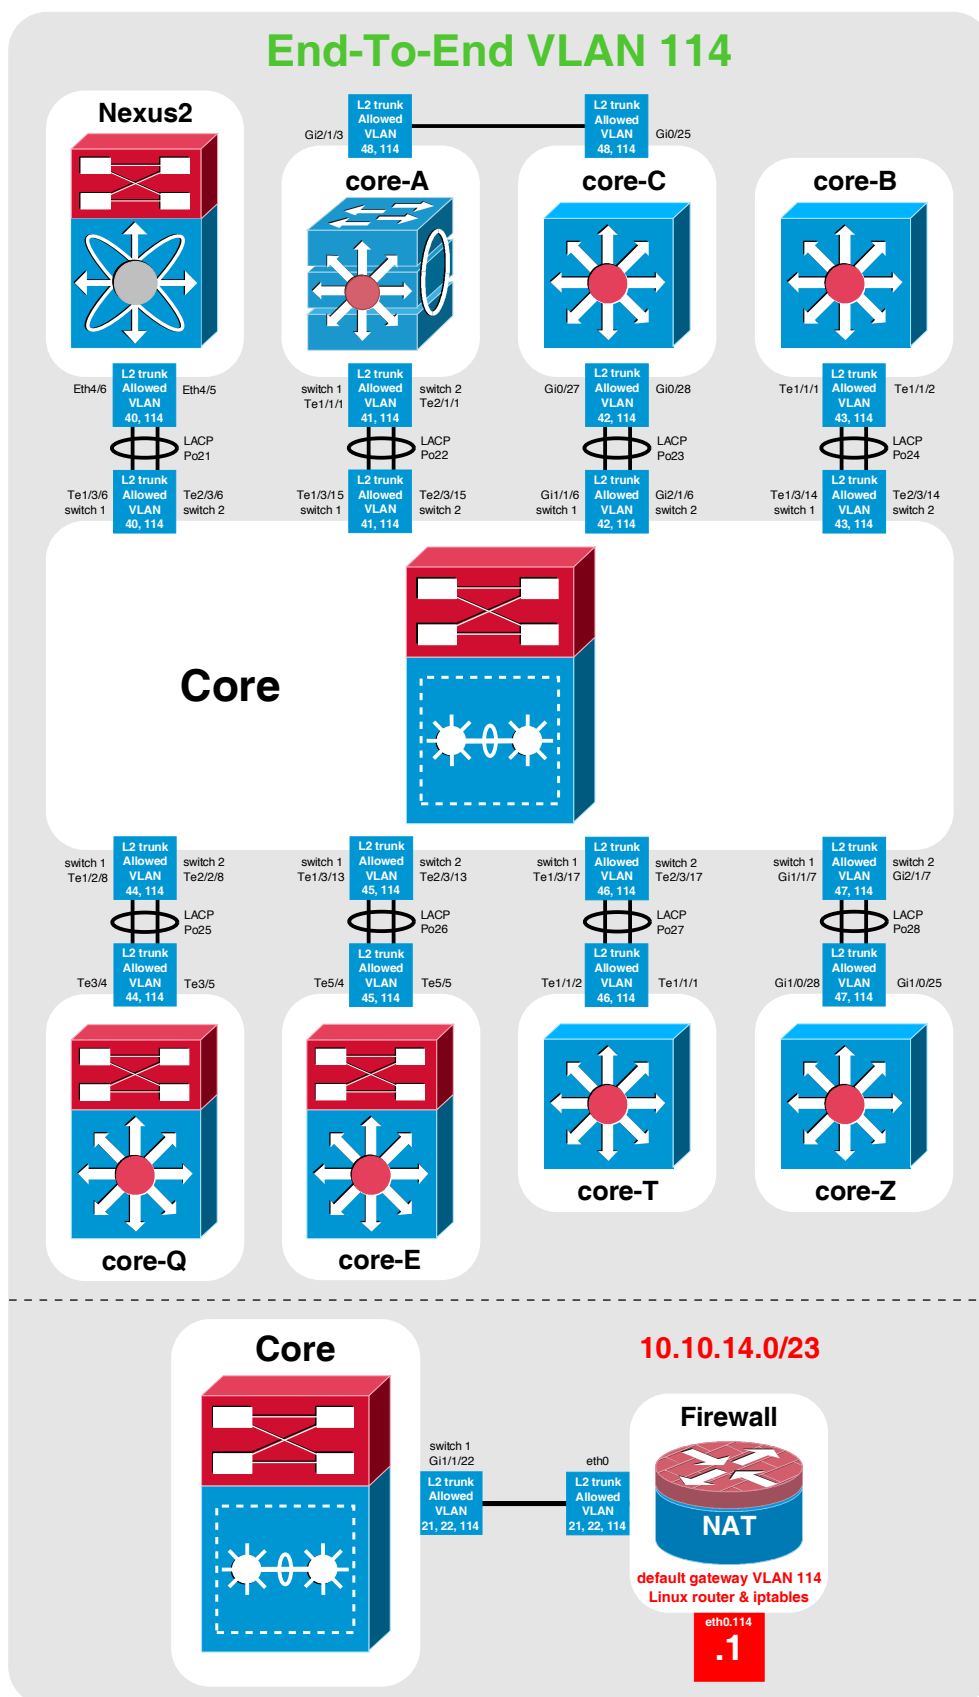 End-To-End VLAN 114
Nexus2
L2 trunk
Allowed
VLAN
48, 114
Gi2/1/3
L2 trunk
Allowed
VLAN
48, 114
Gi0/25
core-A
core-C
core-B
Eth4/6
L2 trunk
Allowed
VLAN
40, 114
Eth4/5
switch 1
Te1/1/1
L2 trunk
Allowed
VLAN
41, 114
switch 2
Te2/1/1
Gi0/27
L2 trunk
Allowed
VLAN
42, 114
Gi0/28
Te1/1/1
L2 trunk
Allowed
VLAN
43, 114
Te1/1/2
LACP
Po21
LACP
Po22
LACP
Po23
LACP
Po24
Te1/3/6
switch 1
L2 trunk
Allowed
VLAN
40, 114
Te2/3/6
switch 2
Te1/3/15
switch 1
L2 trunk
Allowed
VLAN
41, 114
Te2/3/15
switch 2
Gi1/1/6
switch 1
L2 trunk
Allowed
VLAN
42, 114
Gi2/1/6
switch 2
Te1/3/14
switch 1
L2 trunk
Allowed
VLAN
43, 114
Te2/3/14
switch 2
Core
switch 1
Te1/2/8
L2 trunk
Allowed
VLAN
44, 114
switch 2
Te2/2/8
switch 1
Te1/3/13
L2 trunk
Allowed
VLAN
45, 114
switch 2
Te2/3/13
switch 1
Te1/3/17
L2 trunk
Allowed
VLAN
46, 114
switch 2
Te2/3/17
switch 1
Gi1/1/7
L2 trunk
Allowed
VLAN
47, 114
switch 2
Gi2/1/7
LACP
Po25
LACP
Po26
LACP
Po27
LACP
Po28
Te3/4
L2 trunk
Allowed
VLAN
44, 114
Te3/5
Te5/4
L2 trunk
Allowed
VLAN
45, 114
Te5/5
Te1/1/2
L2 trunk
Allowed
VLAN
46, 114
Te1/1/1
Gi1/0/28
L2 trunk
Allowed
VLAN
47, 114
Gi1/0/25
core-Q
core-E
core-T
core-Z
Core
10.10.14.0/23
Firewall
switch 1
Gi1/1/22
L2 trunk
Allowed
VLAN
21, 22, 114
eth0
L2 trunk
Allowed
VLAN
21, 22, 114
NAT
default gateway VLAN 114
Linux router & iptables
eth0.114
.1